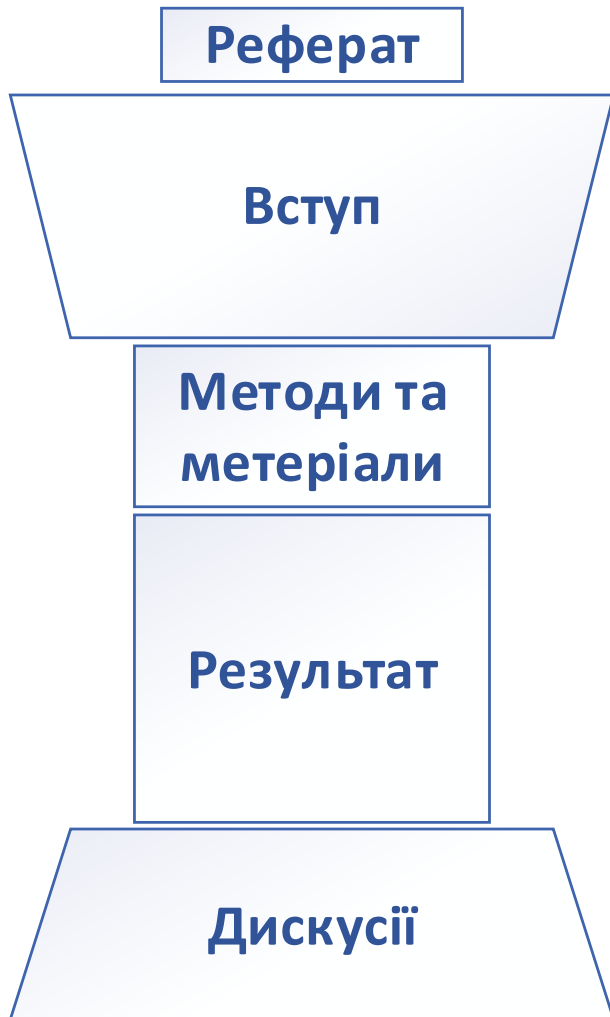 Реферат
Вступ
Методи та
метеріали
Результат
Дискусії